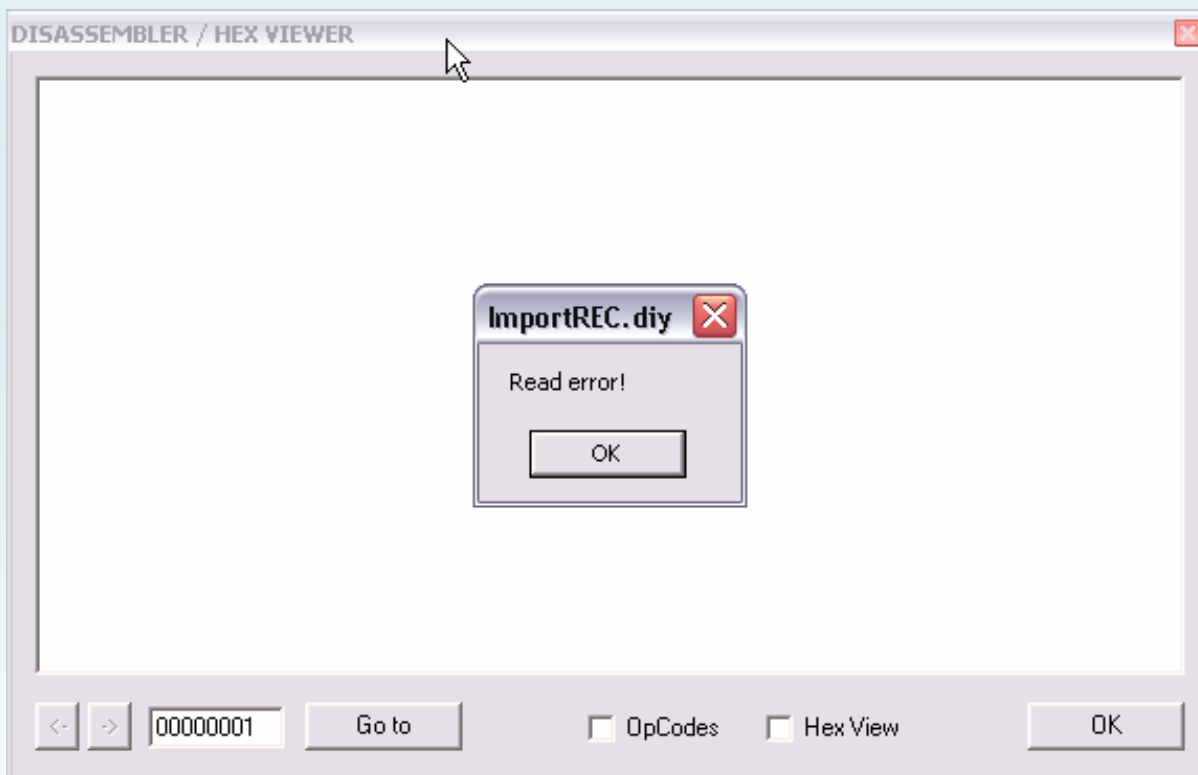 DISASSEMBLER / HEX VIEWER
ImportREC.diy
Read error!
OK
<- -> 00000001 Go to OpCodes Hex View OK